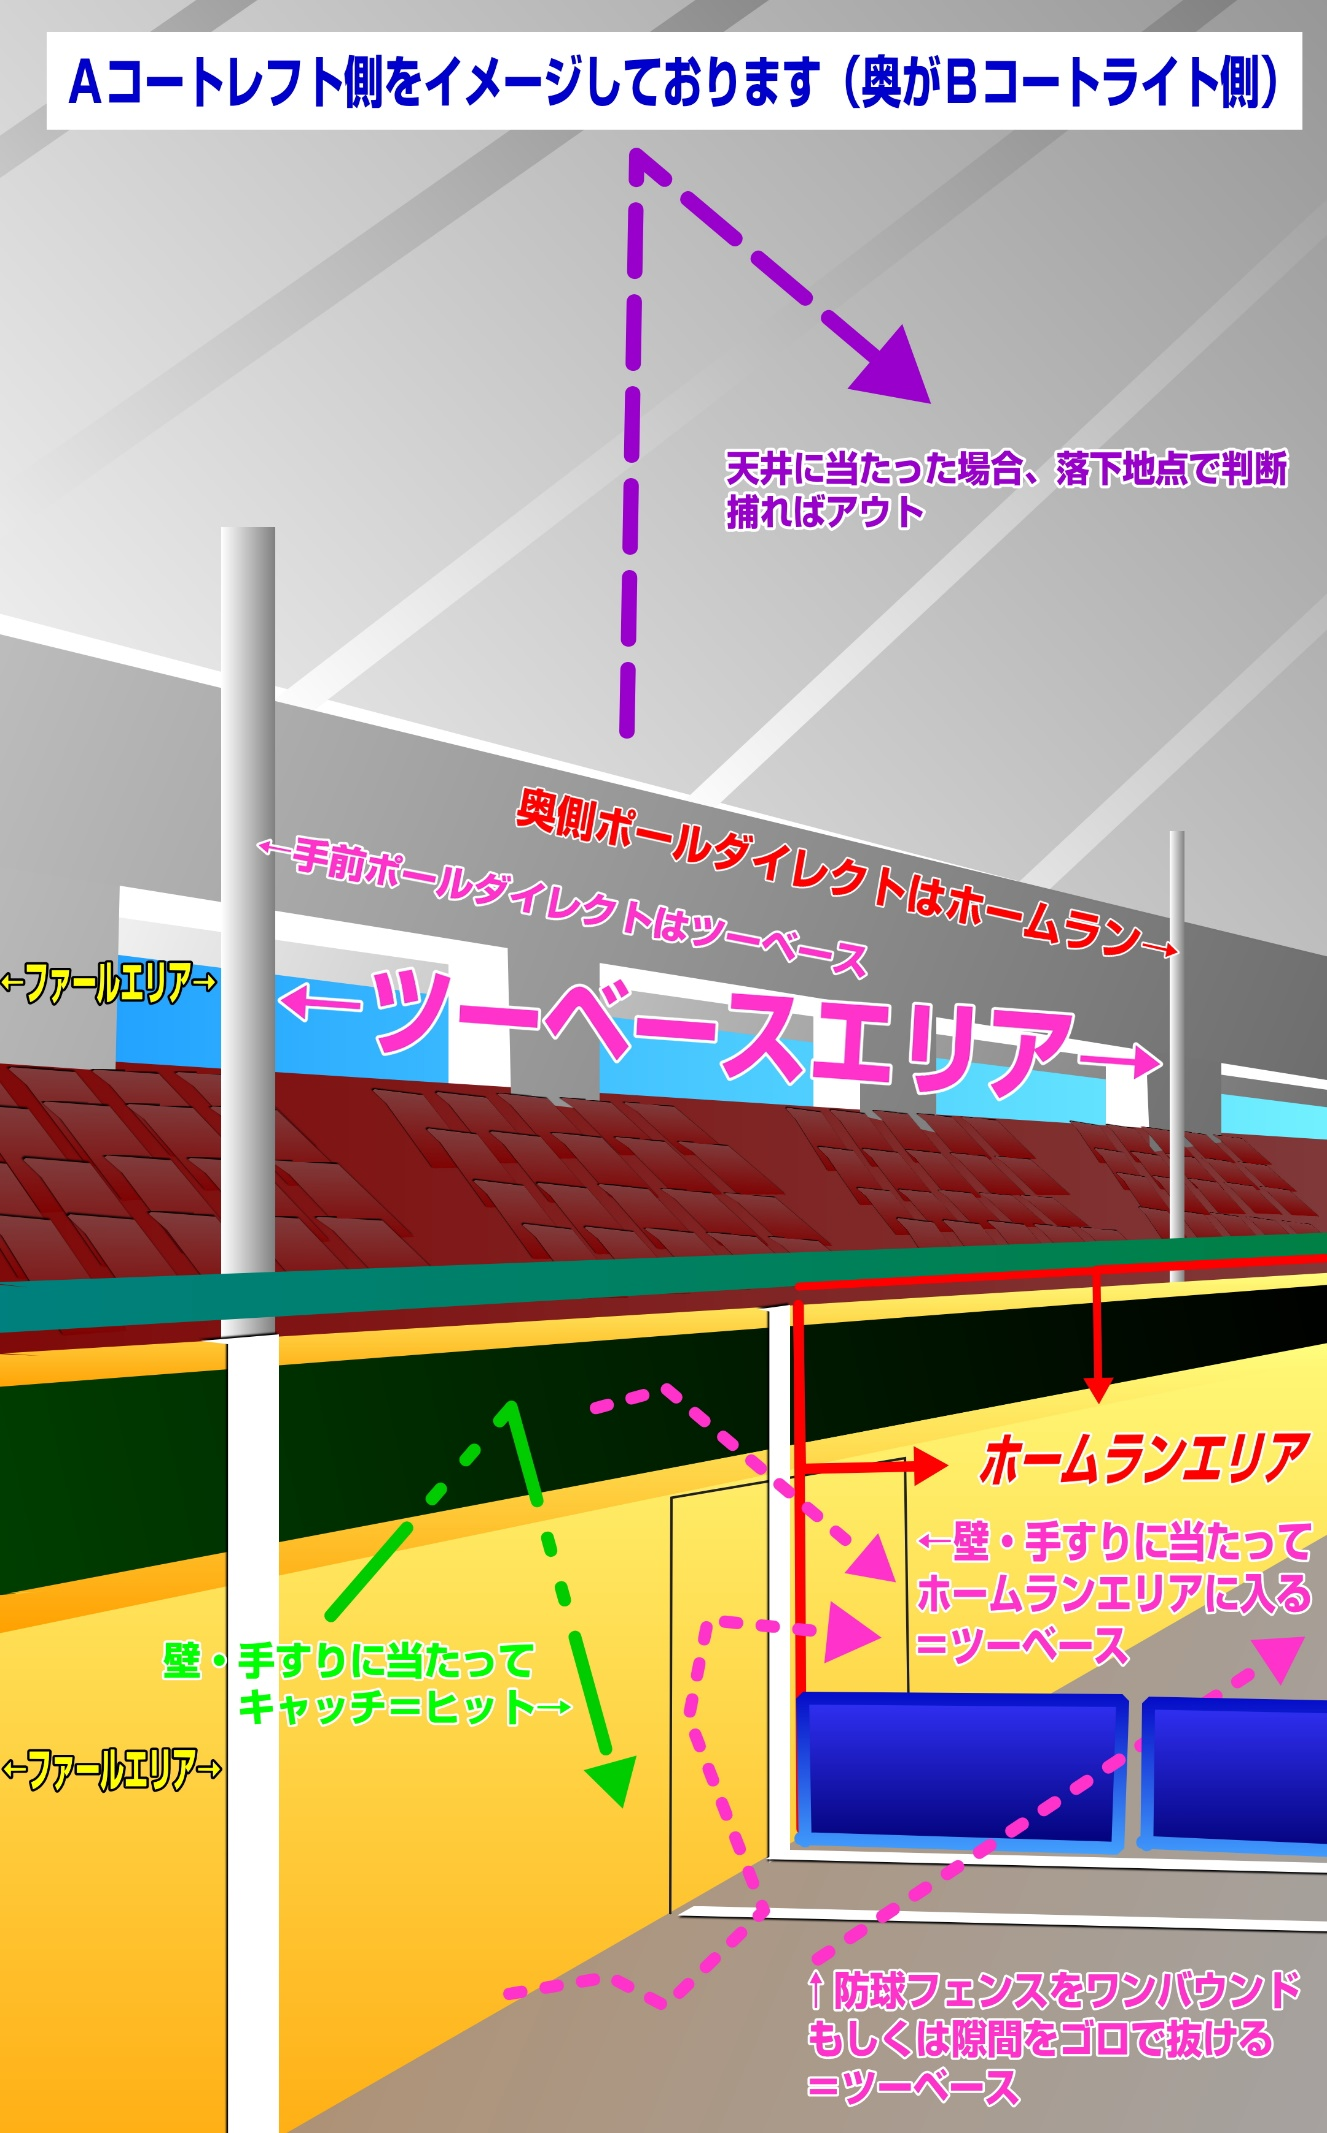 Aコートレフト側をイメージしております（奥がBコートライト側）
天井に当たった場合、落下地点で判断
捕ればアウト
奥側ポールダイレクトはホームラン→
←手前ポールダイレクトはツーベース
←ファールエリア→
←ツーベースエリア→
ホームランエリア
←壁・手すりに当たって
ホームランエリアに入る
＝ツーベース
壁・手すりに当たって
キャッチ＝ヒット→
←ファールエリア→
↑防球フェンスをワンバウンド
もしくは隙間をゴロで抜ける
＝ツーベース